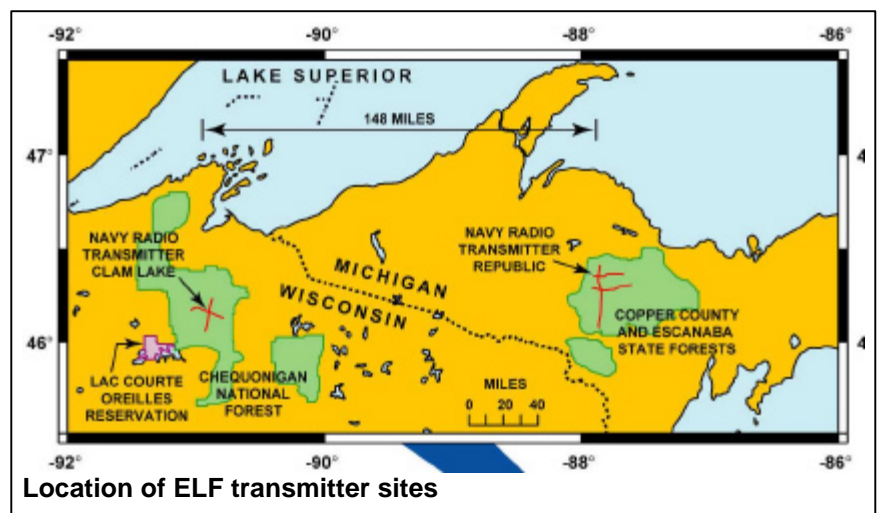 -92° -90° -88° -86°
LAKE SUPERIOR
148 MILES
47°
4
NAVY RADIO
TRANSMITTER
CLAM LAKE
NAVY RADIO
TRANSMITTER
REPUBLIC
MICHIGAN
WISCONSIN
COPPER COUNTY
AND ESCANABA
STATE FORESTS
46°
4
LAC COURTE
OREILLES
RESERVATION
CHEQUONIGAN
NATIONAL
FOREST
MILES
0 20 40
-92° -90° -88° -86°
Location of ELF transmitter sites